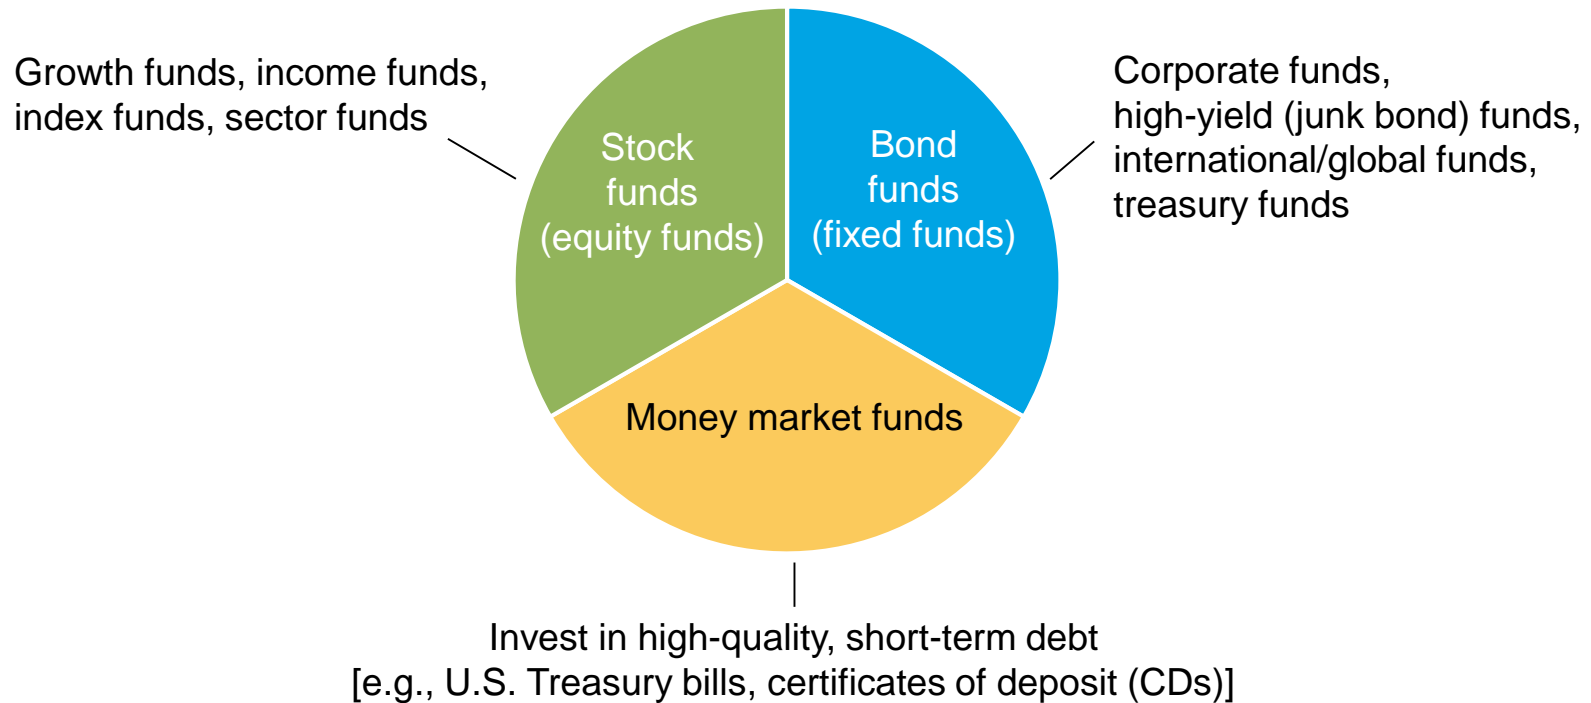 Growth funds, income funds,
index funds, sector funds
Stock
funds
(equity funds)
Bond
funds
(fixed funds)
Corporate funds,
high-yield (junk bond) funds,
international/global funds,
treasury funds
Money market funds
Invest in high-quality, short-term debt
[e.g., U.S. Treasury bills, certificates of deposit (CDs)]